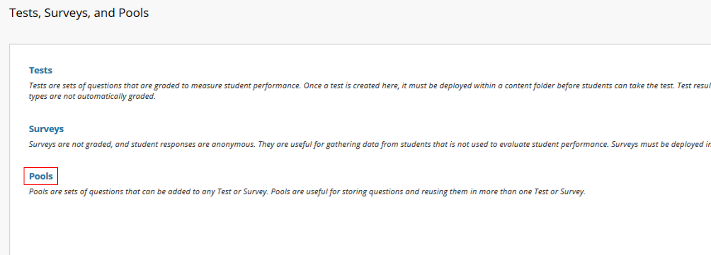 Tests, Surveys, and Pools
Tests
Tests are sets of questions that are graded to measure student performance. Once a test is created here, it must be deployed within a content folder before students can take the test. Test
types are not automatically graded.
Surveys
Surveys are not graded, and student responses are anonymous. They are useful for gathering data from students that is not used to evaluate student performance. Surveys must be deployed
Pools
Pools are sets of questions that can be added to any Test or Survey. Pools are useful for storing questions and reusing them in more than one Test or Survey.